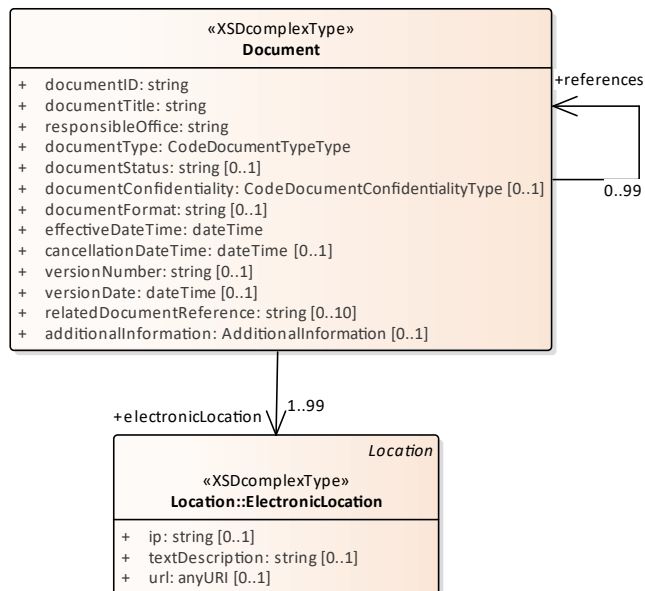 «XSDcomplexType»
Document
+ documentID: string
+ documentTitle: string
+ responsibleOffice: string
+ documentType: CodeDocumentTypeType
+ documentStatus: string [0..1]
+ documentConfidentiality: CodeDocumentConfidentialityType [0..1]
+ documentFormat: string [0..1]
+ effectiveDateTime: dateTime
+ cancellationDateTime: dateTime [0..1]
+ versionNumber: string [0..1]
+ versionDate: dateTime [0..1]
+ relatedDocumentReference: string [0..10]
+ additionalInformation: AdditionalInformation [0..1]
+references
0..99
+electronicLocation
1..99
Location
«XSDcomplexType»
Location::ElectronicLocation
+ ip: string [0..1]
+ textDescription: string [0..1]
+ url: anyURI [0..1]